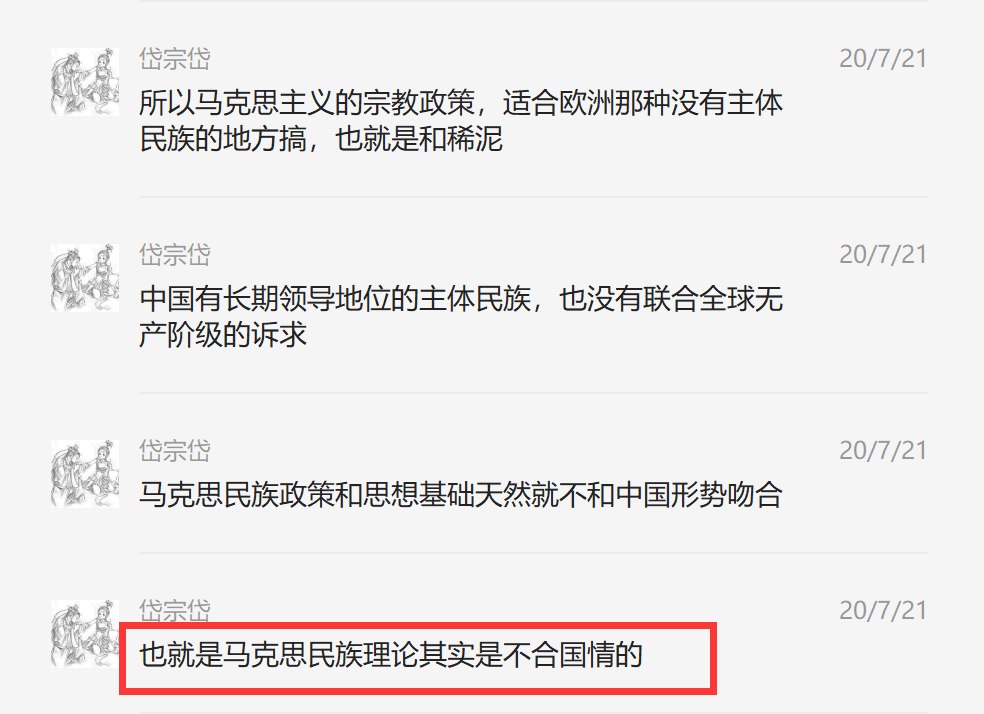 岱宗岱
20/7/21
所以马克思主义的宗教政策，适合欧洲那种没有主体
民族的地方搞，也就是和稀泥
岱宗岱
20/7/21
中国有长期领导地位的主体民族，也没有联合全球无
产阶级的诉求
岱宗岱
20/7/21
马克思民族政策和思想基础天然就不和中国形势吻合
岱宗岱
20/7/21
也就是马克思民族理论其实是不合国情的